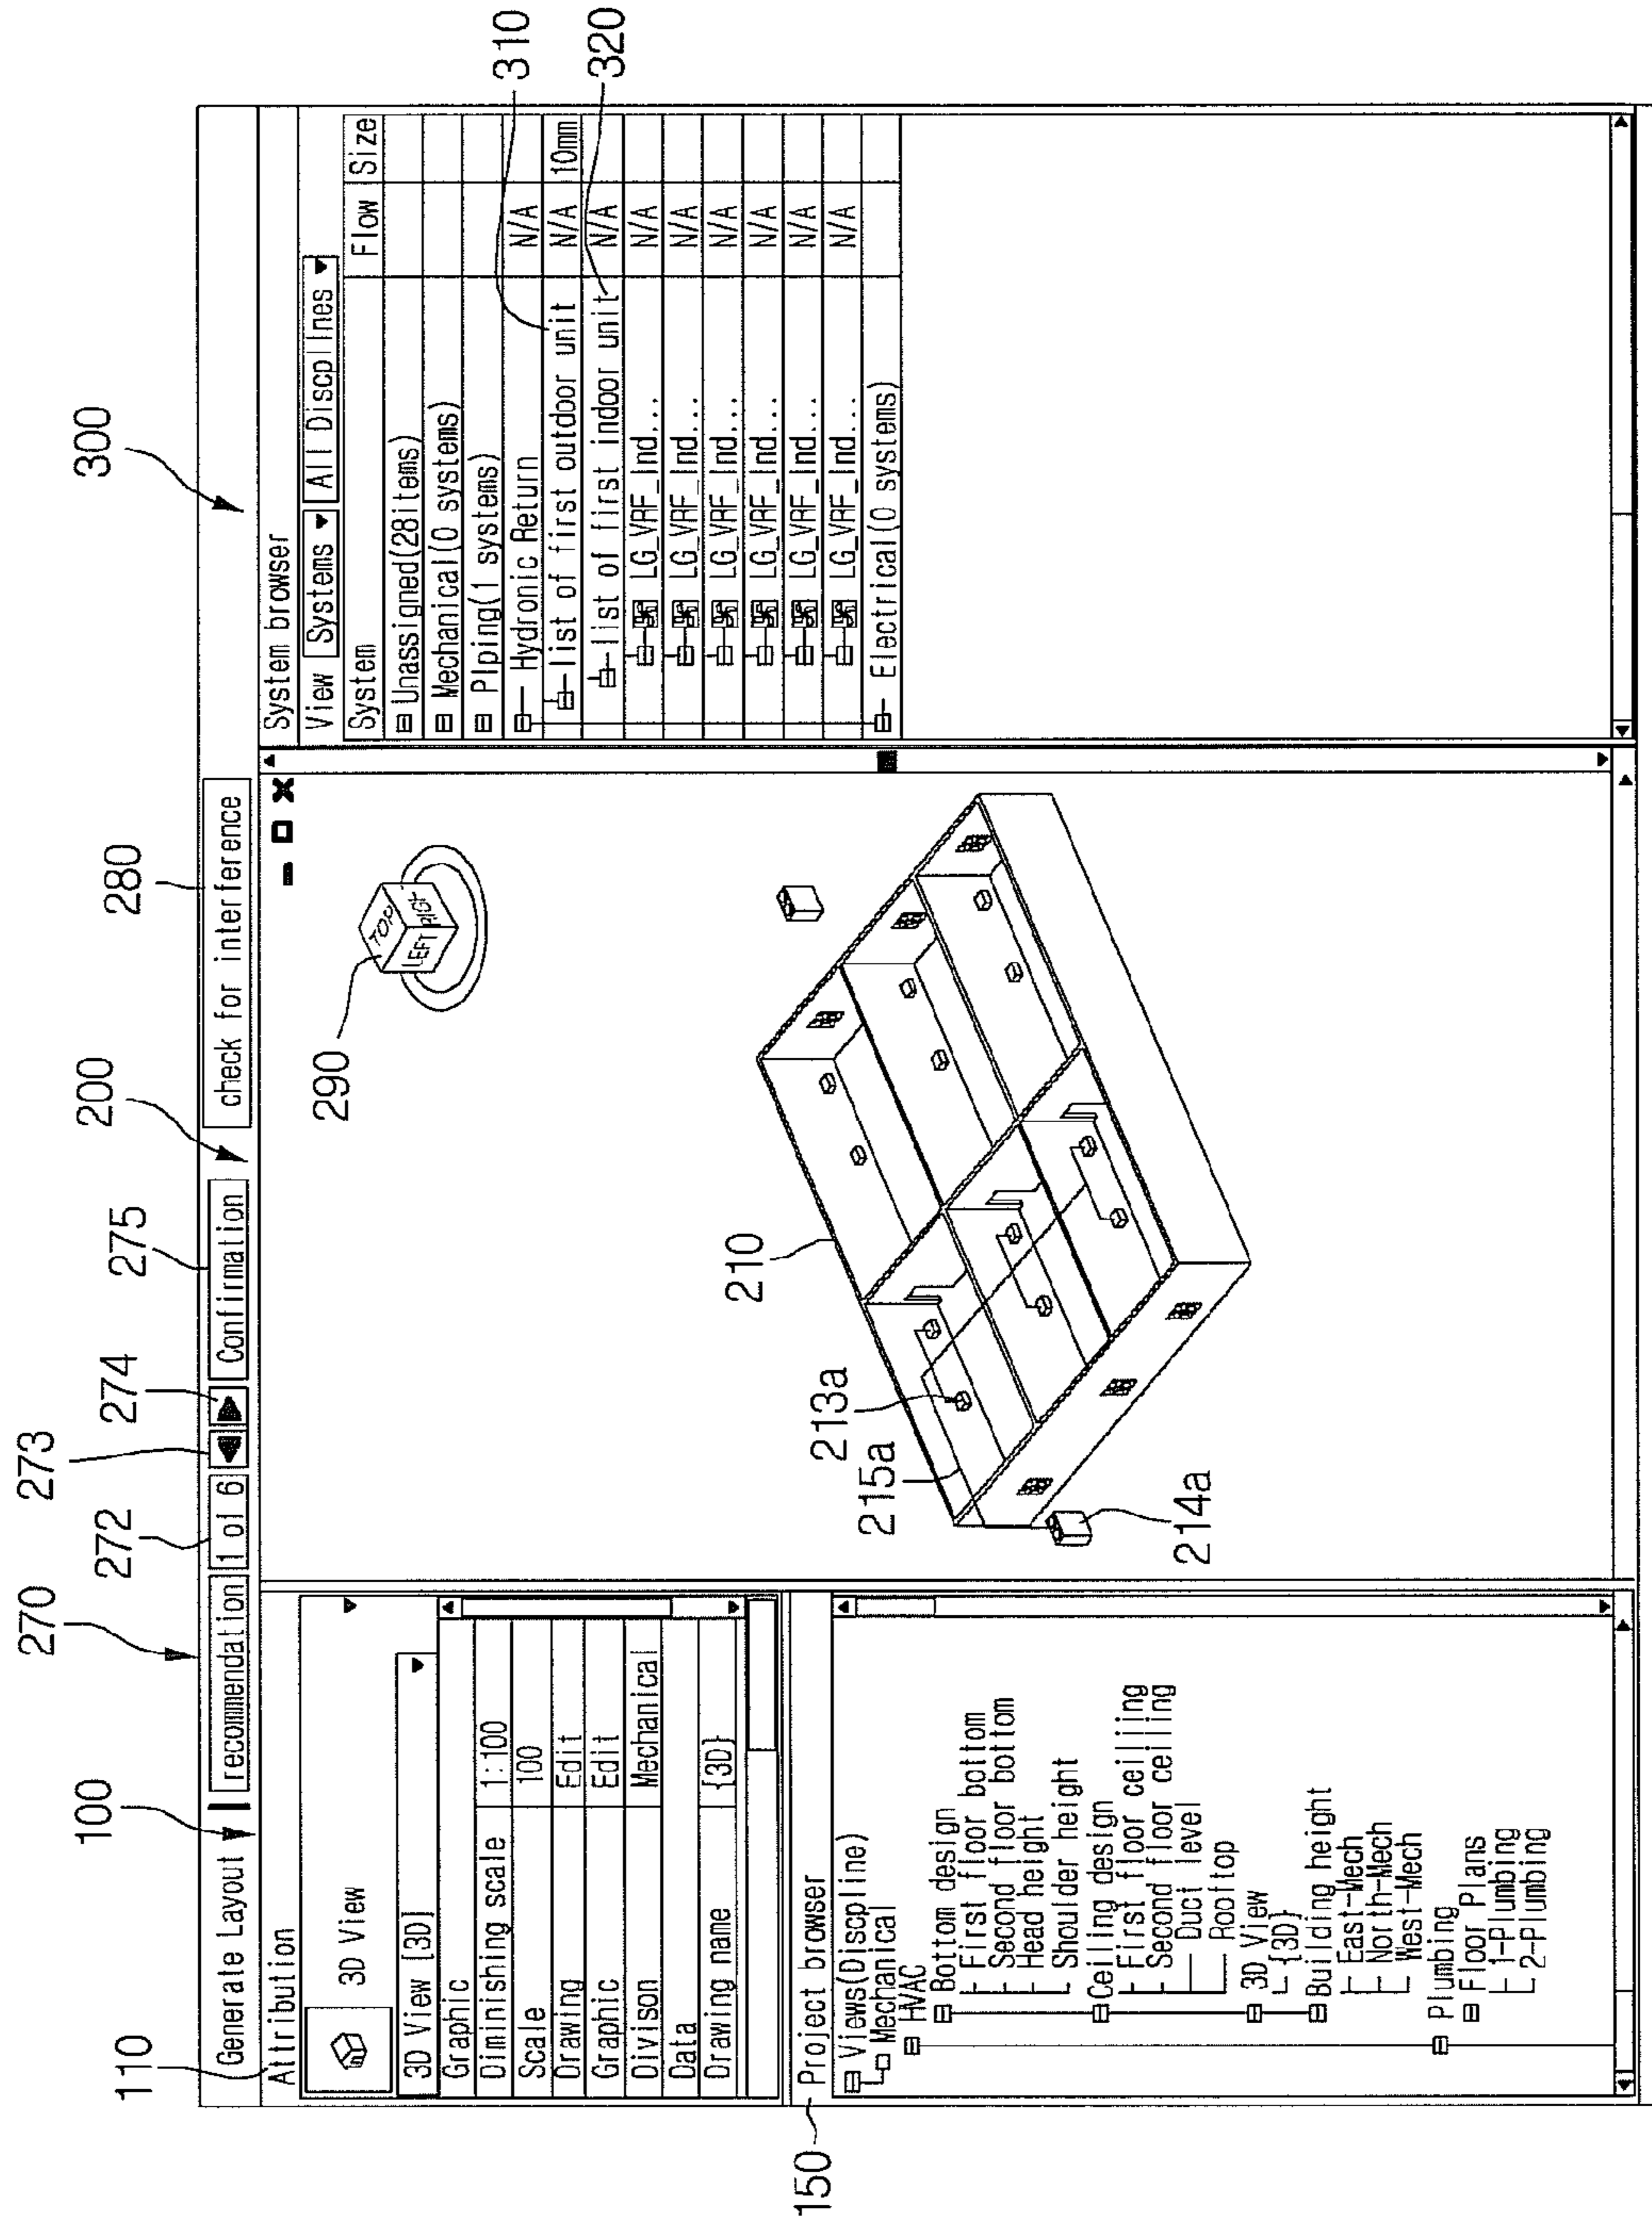 270
272
273
274
275
280
100
200
300
Generate Layout
recommendation
1 of 6
Confirmation
check for interference
110
Attribution
3D View
3D View [3D]
Graphic
Diminishing scale 1:100
Scale 100
Drawing Edit
Graphic Edit
Divison Mechanical
Data
Drawing name {3D}
150
Project browser
Views(Discpline)
Mechanical
HVAC
Bottom design
First floor bottom
Second floor bottom
Head height
Shoulder height
Ceiling design
First floor ceilling
Second floor ceilling
Duct level
Rooftop
3D View
{3D}
Building height
East-Mech
North-Mech
West-Mech
Plumbing
Floor Plans
1-Plumbing
2-Plumbing
290
TOP
LEFT
RIGH
210
213a
215a
214a
System browser
View Systems All Discplines
System Flow Size
Unassigned(28items)
Mechanical(0 systems)
Piping(1 systems)
Hydronic Return N/A
list of first outdoor unit N/A 10mm
list of first indoor unit N/A
LG_VRF_Ind... N/A
LG_VRF_Ind... N/A
LG_VRF_Ind... N/A
LG_VRF_Ind... N/A
LG_VRF_Ind... N/A
LG_VRF_Ind... N/A
Electrical(0 systems)
310
320